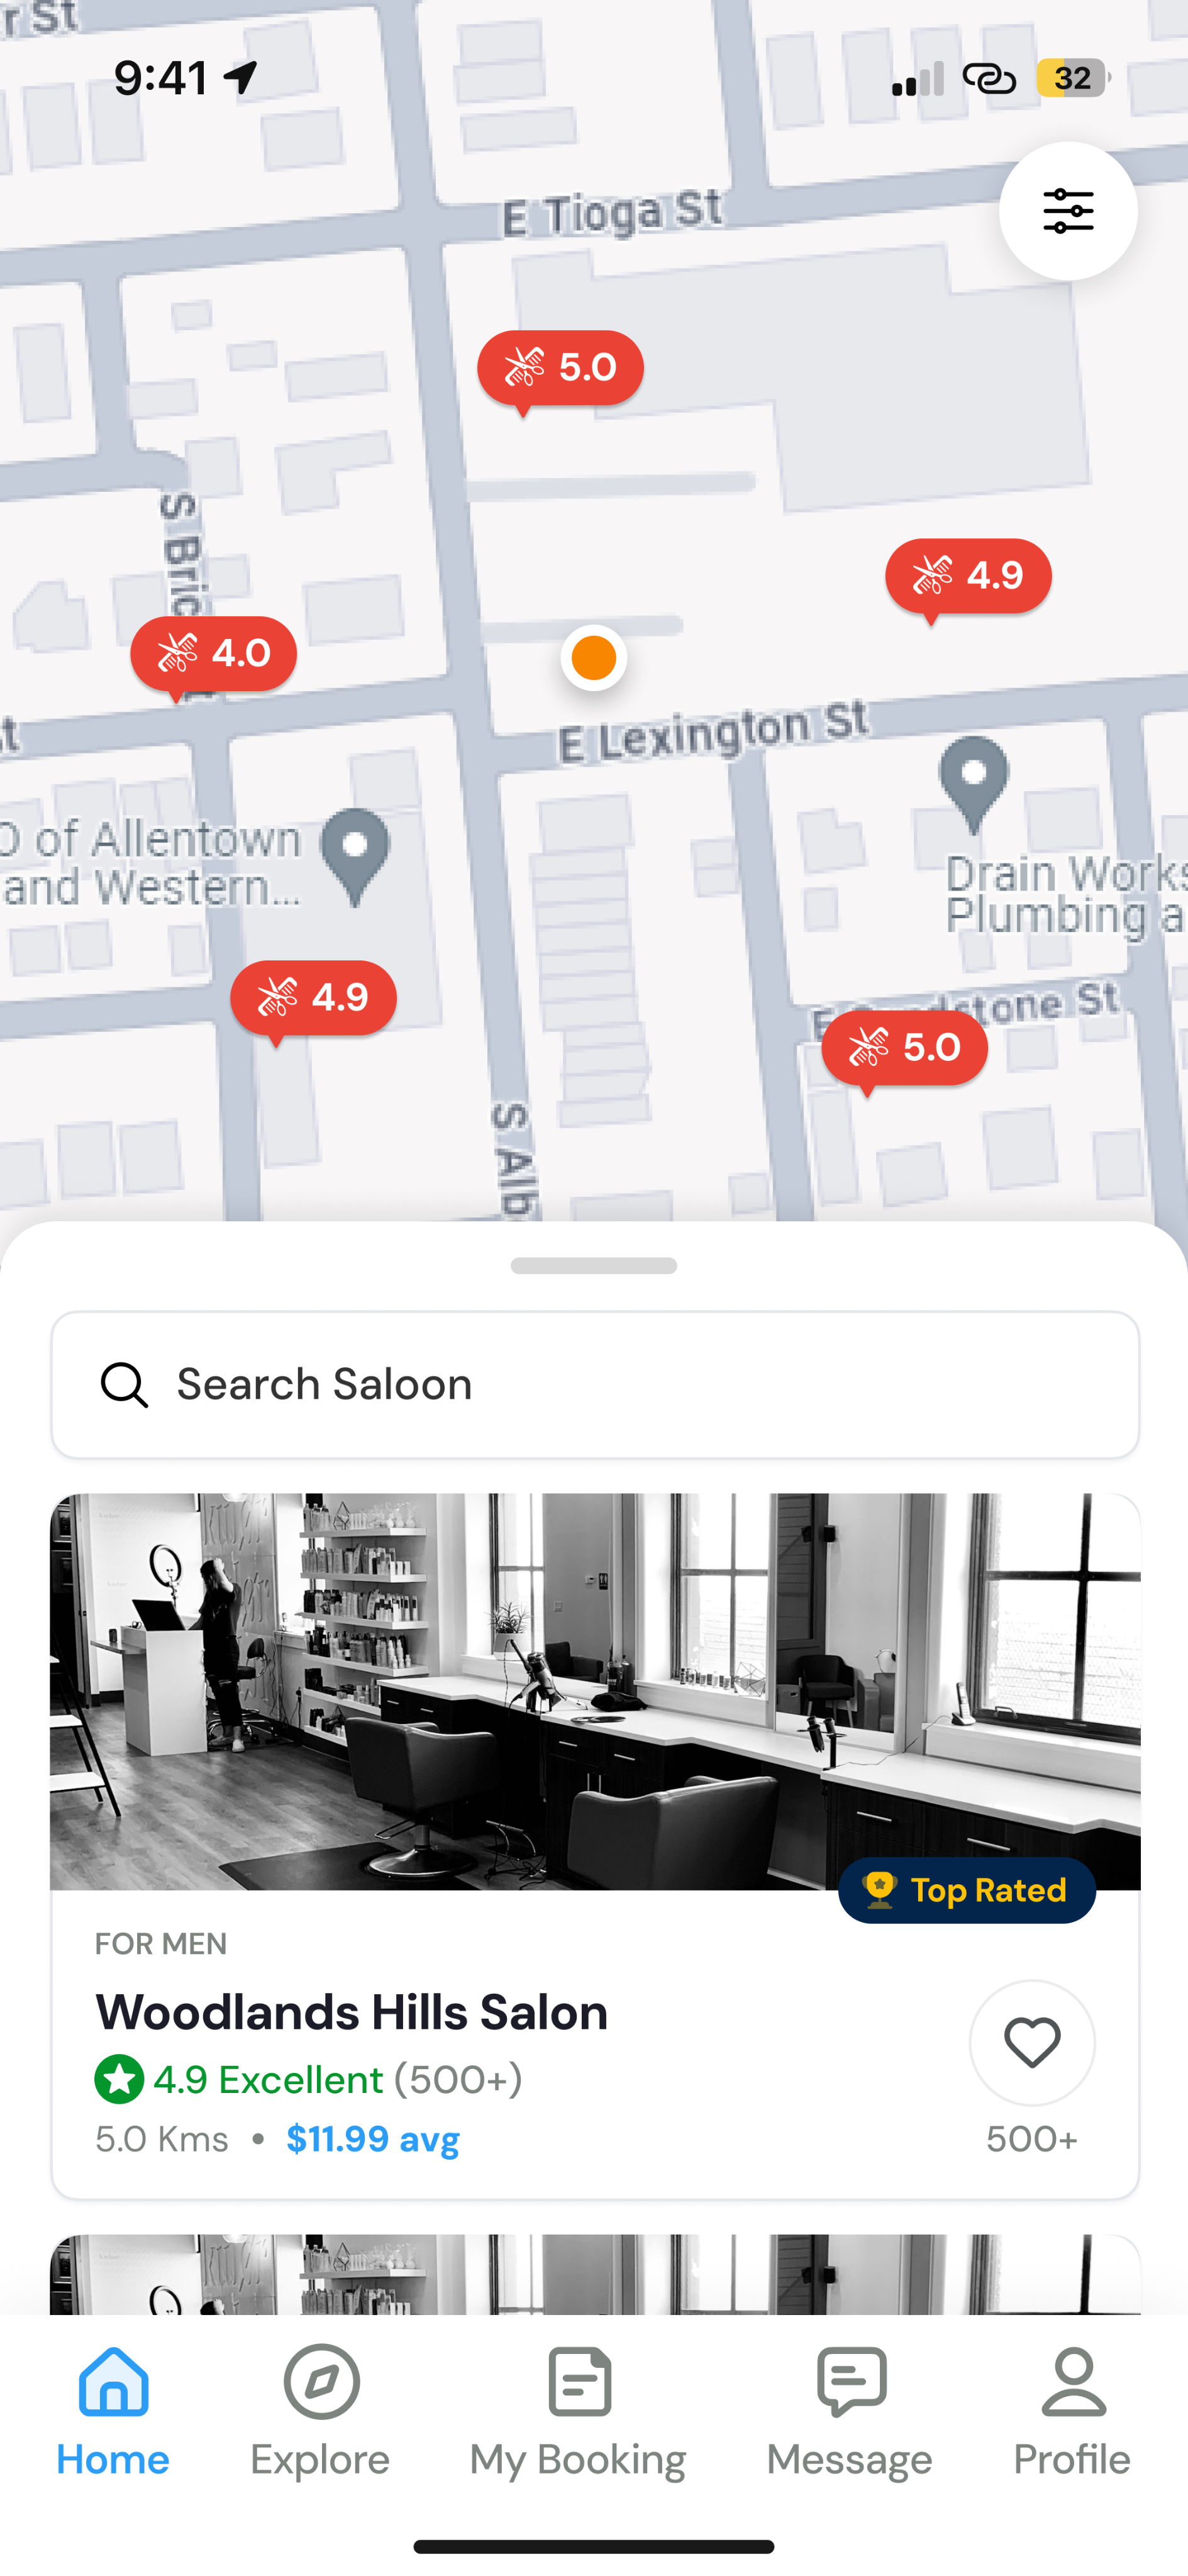 r St
9:41
32
E Tioga St
5.0
4.9
S Bric
4.0
E Lexington St
O of Allentown
and Western...
Drain Works
Plumbing a
4.9
stone St
5.0
S Alb
Search Saloon
Top Rated
FOR MEN
Woodlands Hills Salon
4.9 Excellent (500+)
5.0 Kms • $11.99 avg
500+
Home
Explore
My Booking
Message
Profile